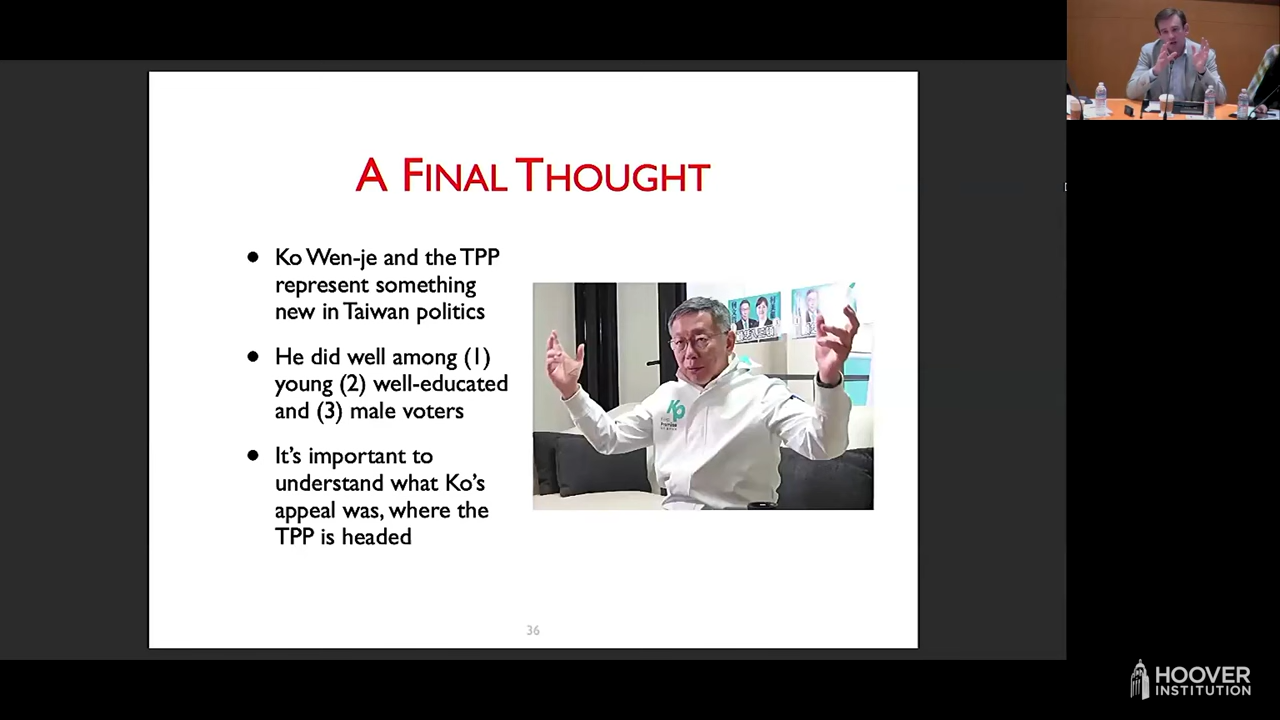 A FINAL THOUGHT
• Ko Wen-je and the TPP
represent something
new in Taiwan politics
• He did well among (1)
young (2) well-educated
and (3) male voters
• It's important to
understand what Ko's
appeal was, where the
TPP is headed
Kp
36
HOOVER
INSTITUTION